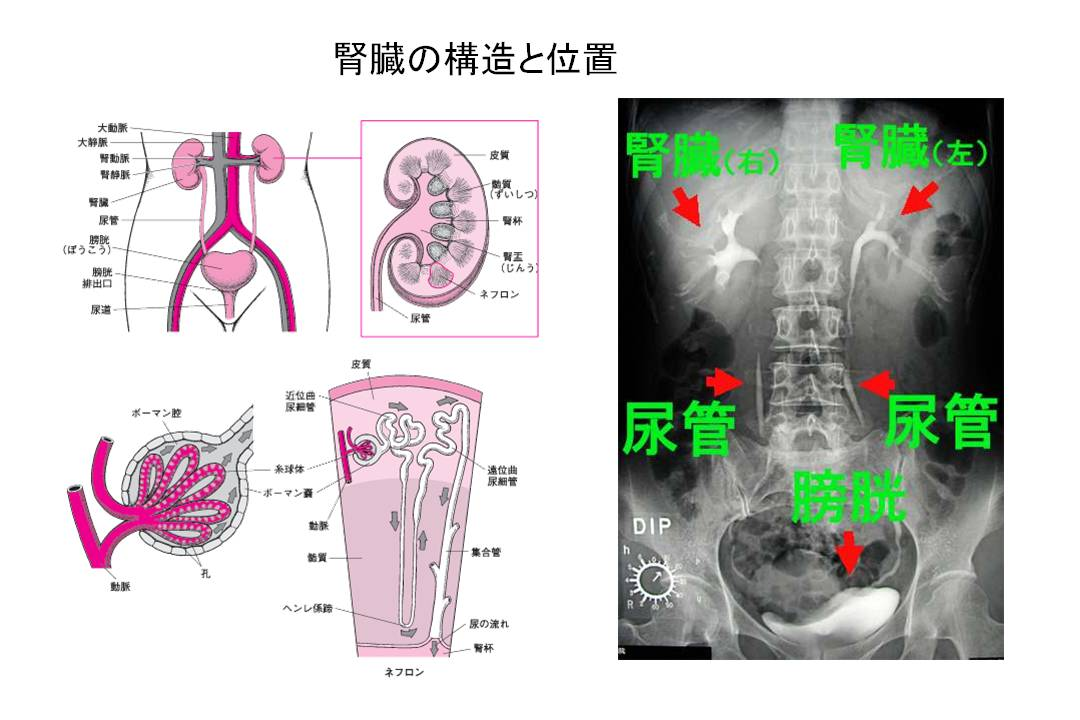 腎臓の構造と位置
大動脈
大静脈
腎動脈
腎静脈
腎臓
尿管
膀胱
(ぼうこう)
膀胱
排出口
尿道
皮質
髄質
(ずいしつ)
腎杯
腎盂
(じんう)
ネフロン
尿管
ボーマン腔
糸球体
ボーマン嚢
孔
動脈
皮質
近位曲
尿細管
遠位曲
尿細管
動脈
髄質
集合管
ヘンレ係蹄
尿の流れ
腎杯
ネフロン
腎臓(右)
腎臓(左)
尿管
尿管
膀胱
DIP
h
R